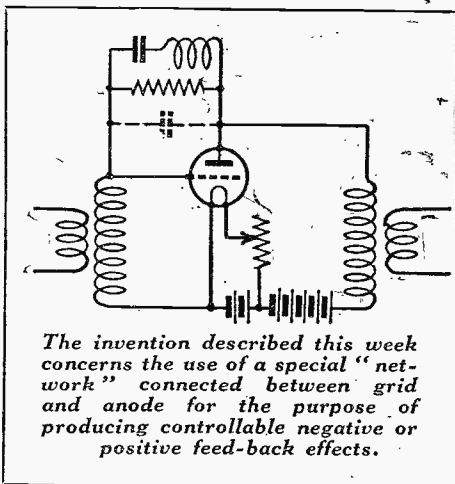 The invention described this week
concerns the use of a special "net-
work" connected between grid
and anode for the purpose of
producing controllable negative or
positive feed-back effects.